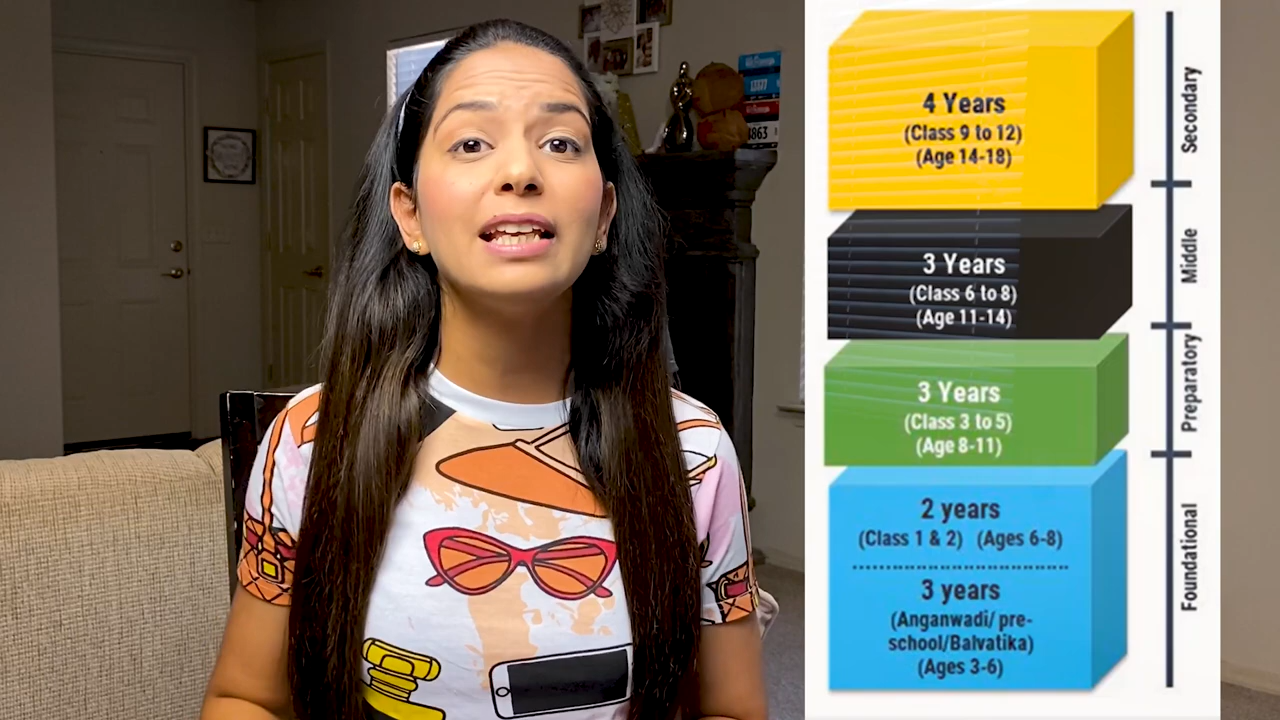 4 Years
(Class 9 to 12)
(Age 14-18)
3 Years
(Class 6 to 8)
(Age 11-14)
3 Years
(Class 3 to 5)
(Age 8-11)
2 years
(Class 1 & 2) (Ages 6-8)
3 years
(Anganwadi/ pre-
school/Balvatika)
(Ages 3-6)
Secondary
Middle
Preparatory
Foundational
4863